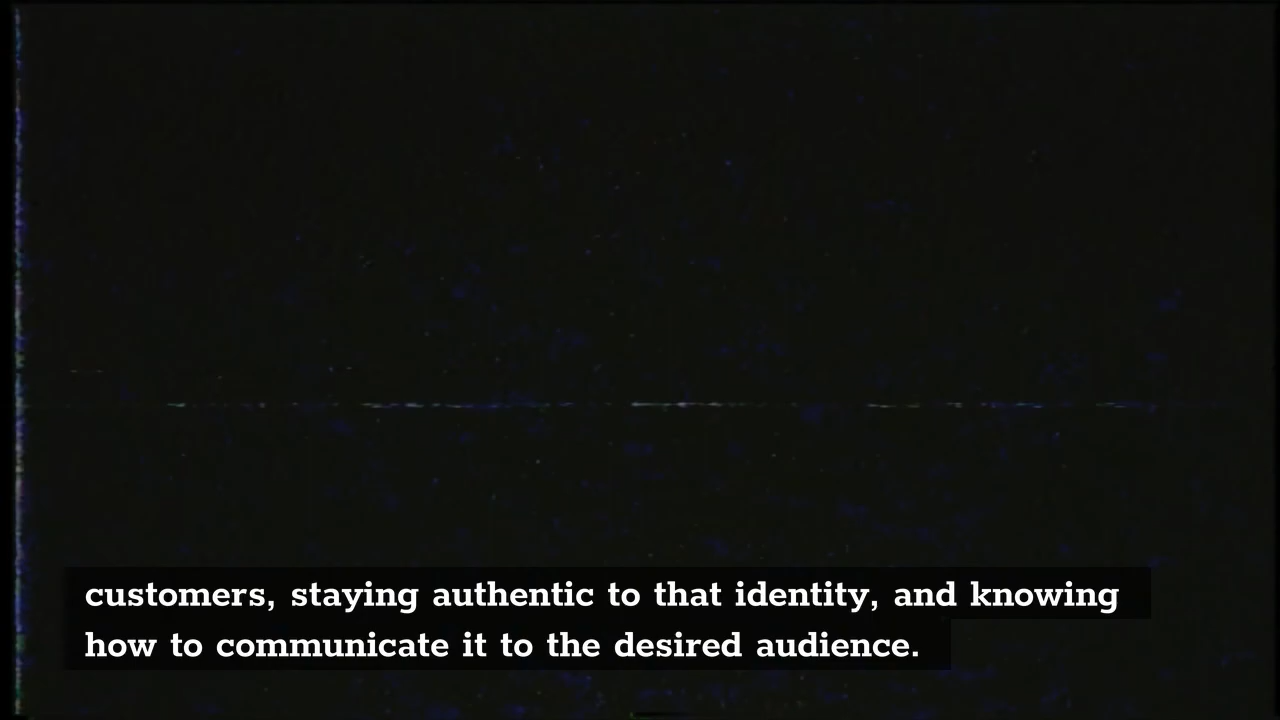 customers, staying authentic to that identity, and knowing
how to communicate it to the desired audience.